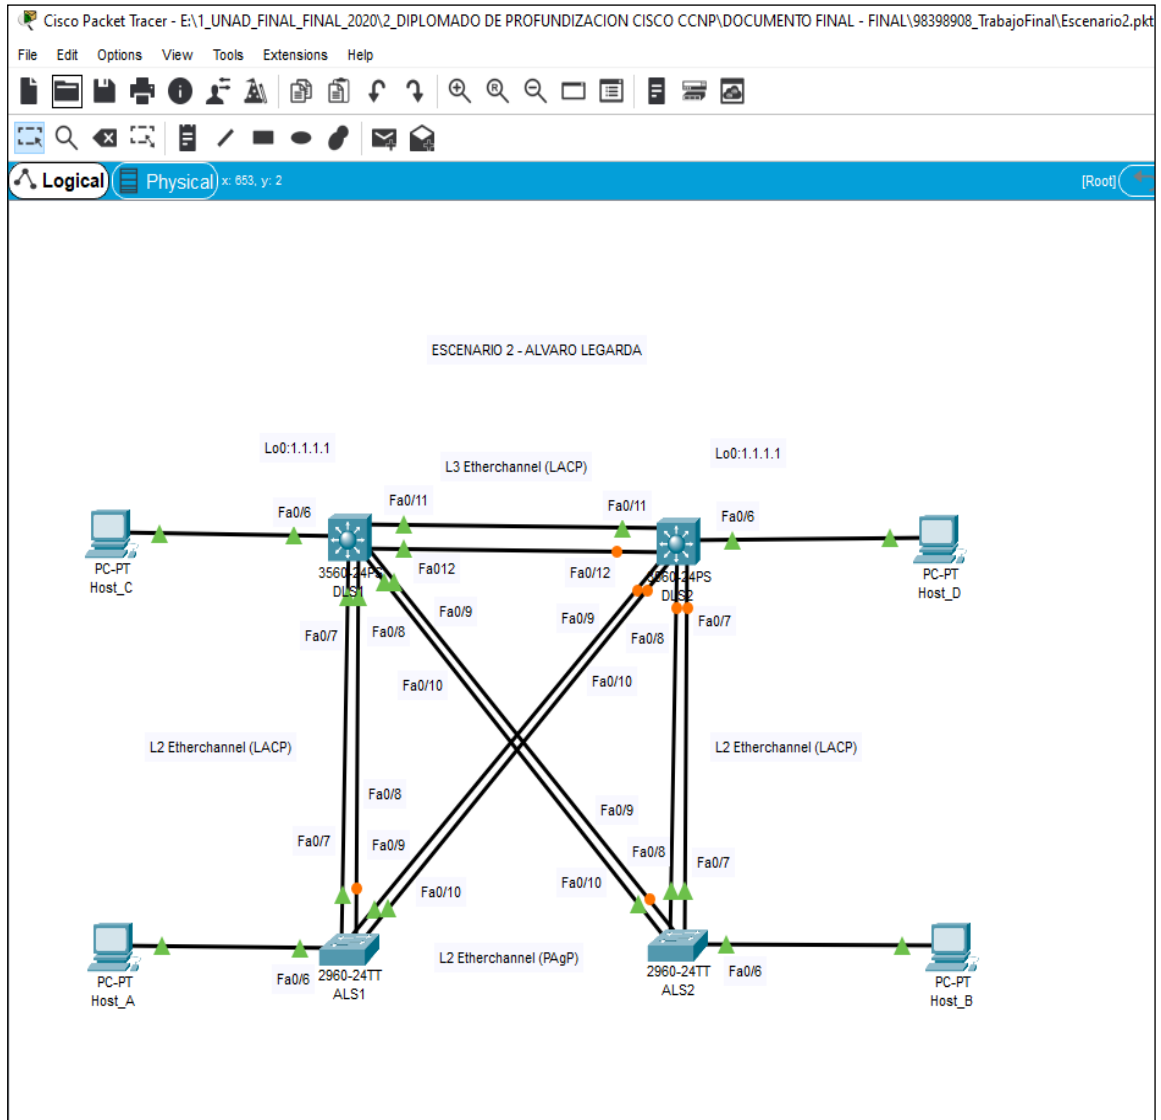 Cisco Packet Tracer - E:\1_UNAD_FINAL_FINAL_2020\2_DIPLOMADO DE PROFUNDIZACION CISCO CCNP\DOCUMENTO FINAL - FINAL\98398908_TrabajoFinal\Escenario2.pkt
File Edit Options View Tools Extensions Help
Logical Physical x: 653, y: 2 [Root]
ESCENARIO 2 - ALVARO LEGARDA
Lo0:1.1.1.1
Lo0:1.1.1.1
L3 Etherchannel (LACP)
Fa0/6
Fa0/11
Fa0/11
Fa0/6
PC-PT
Host_C
3560-24PS
DLS1
Fa012
Fa0/12
3560-24PS
DLS2
PC-PT
Host_D
Fa0/7
Fa0/8
Fa0/9
Fa0/9
Fa0/8
Fa0/7
Fa0/10
Fa0/10
L2 Etherchannel (LACP)
L2 Etherchannel (LACP)
Fa0/8
Fa0/9
Fa0/7
Fa0/9
Fa0/8
Fa0/7
Fa0/10
Fa0/10
L2 Etherchannel (PAgP)
PC-PT
Host_A
Fa0/6
2960-24TT
ALS1
2960-24TT
ALS2
Fa0/6
PC-PT
Host_B